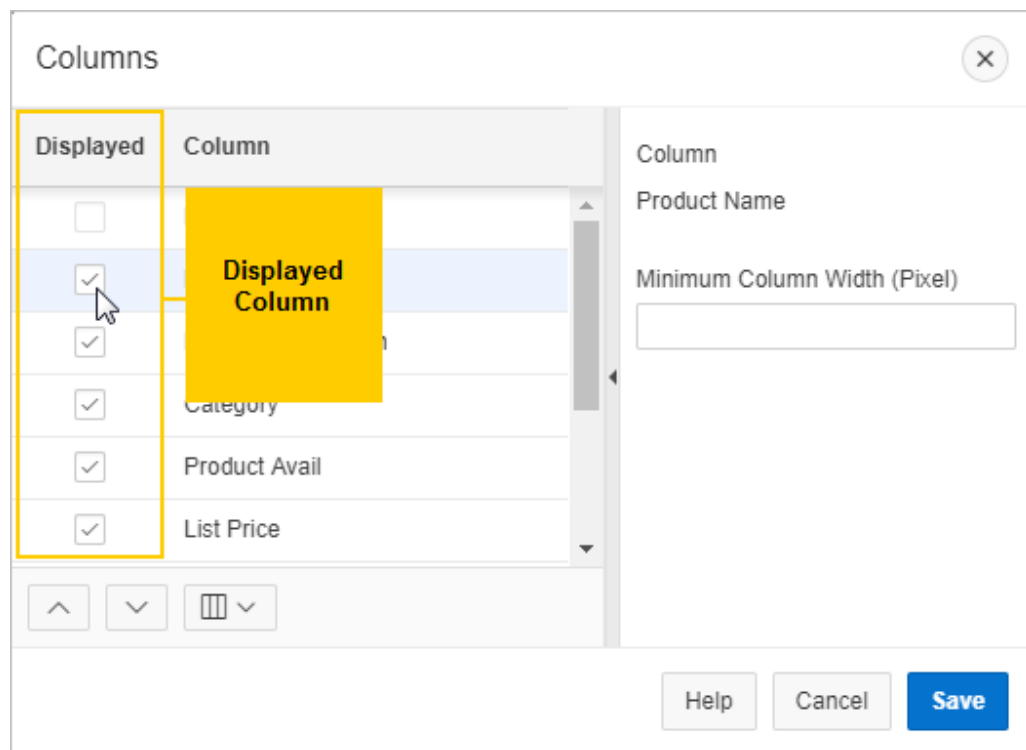 Columns
Displayed Column
Displayed
Column
Category
Product Avail
List Price
Column
Product Name
Minimum Column Width (Pixel)
Help Cancel Save